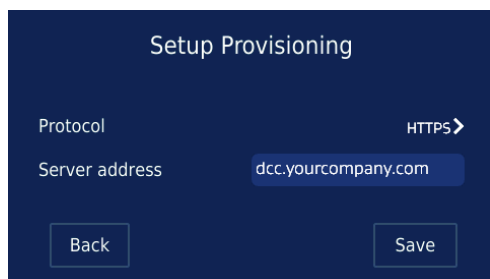 Setup Provisioning
Protocol HTTPS
Server address dcc.yourcompany.com
Back Save